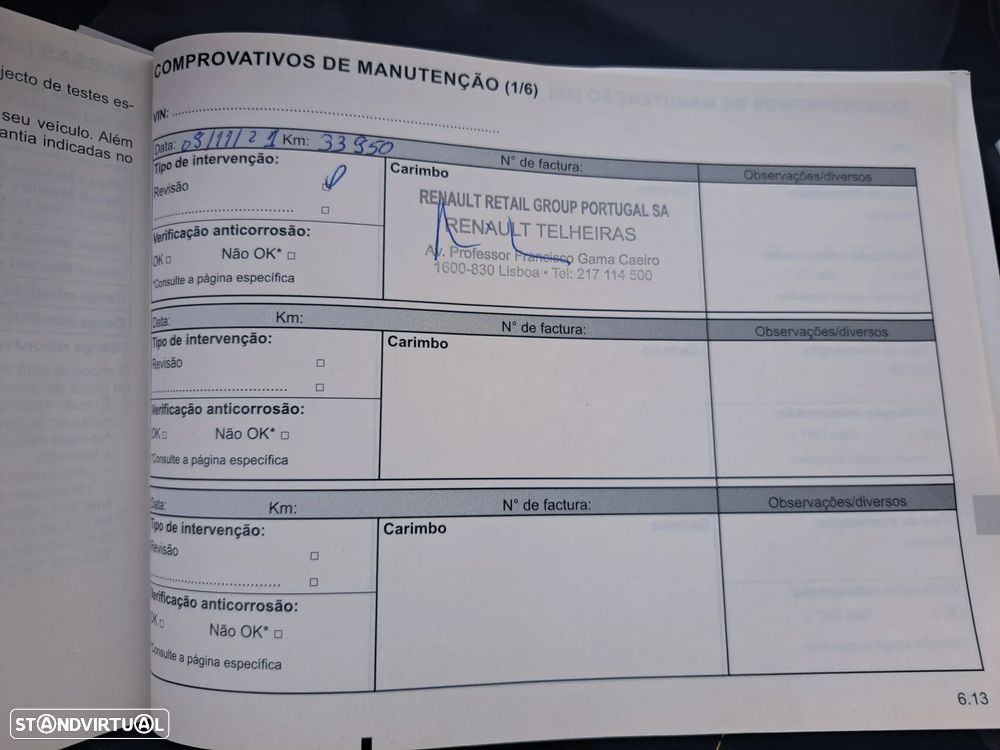 jecto de testes es-
seu veículo. Além
antia indicadas no
COMPROVATIVOS DE MANUTENÇÃO (1/6)
VIN:
Data: 09/11/21 Km: 33950 N° de factura: Observações/diversos
Tipo de intervenção:
Carimbo
Revisão
RENAULT RETAIL GROUP PORTUGAL SA
RENAULT TELHEIRAS
Av. Professor Francisco Gama Caeiro
1600-830 Lisboa • Tel: 217 114 500
Verificação anticorrosão:
OK □ Não OK* □
*Consulte a página específica
Data: Km: N° de factura: Observações/diversos
Tipo de intervenção:
Carimbo
Revisão □
□
Verificação anticorrosão:
OK □ Não OK* □
*Consulte a página específica
Data: Km: N° de factura: Observações/diversos
Tipo de intervenção:
Carimbo
Revisão □
□
Verificação anticorrosão:
OK □ Não OK* □
*Consulte a página específica
6.13
STANDVIRTUAL